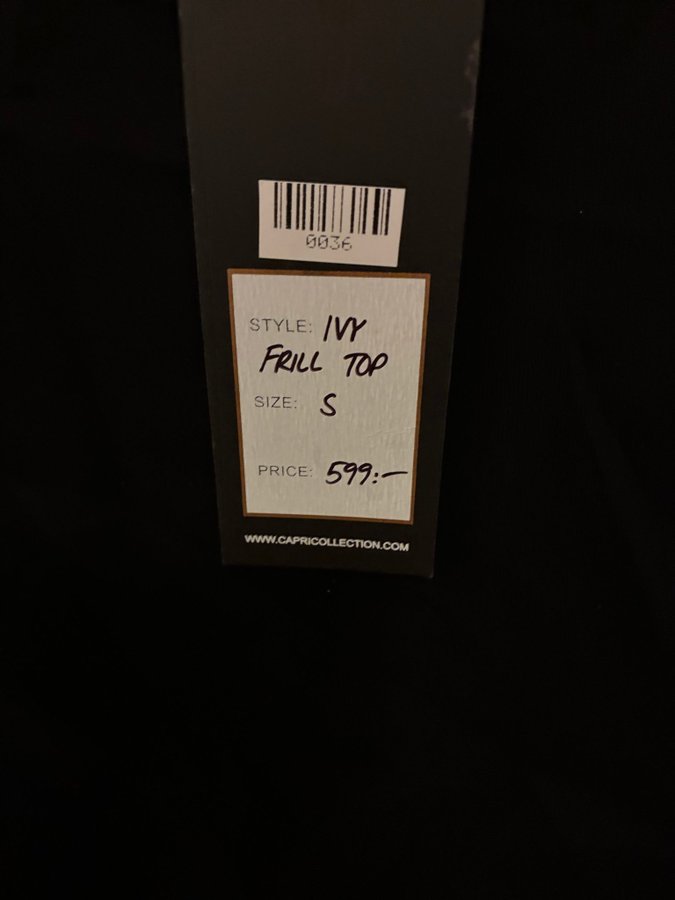 0036
STYLE: IVY
FRILL TOP
SIZE: S
PRICE: 599:-
WWW.CAPRICOLLECTION.COM